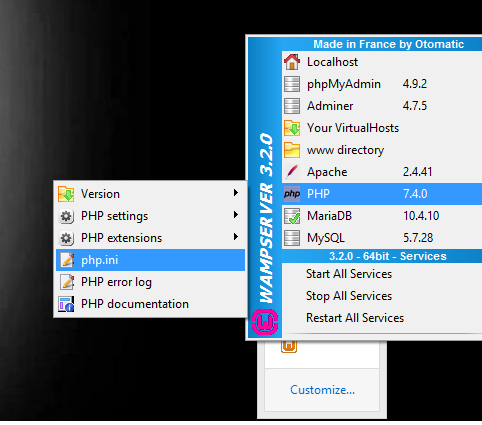 Made in France by Otomatic
Localhost
phpMyAdmin 4.9.2
Adminer 4.7.5
Your VirtualHosts
www directory
Apache 2.4.41
php PHP 7.4.0
MariaDB 10.4.10
MySQL 5.7.28
3.2.0 - 64bit - Services
Start All Services
Stop All Services
Restart All Services
WAMPSERVER 3.2.0
Version
PHP settings
PHP extensions
php.ini
PHP error log
PHP documentation
Customize...